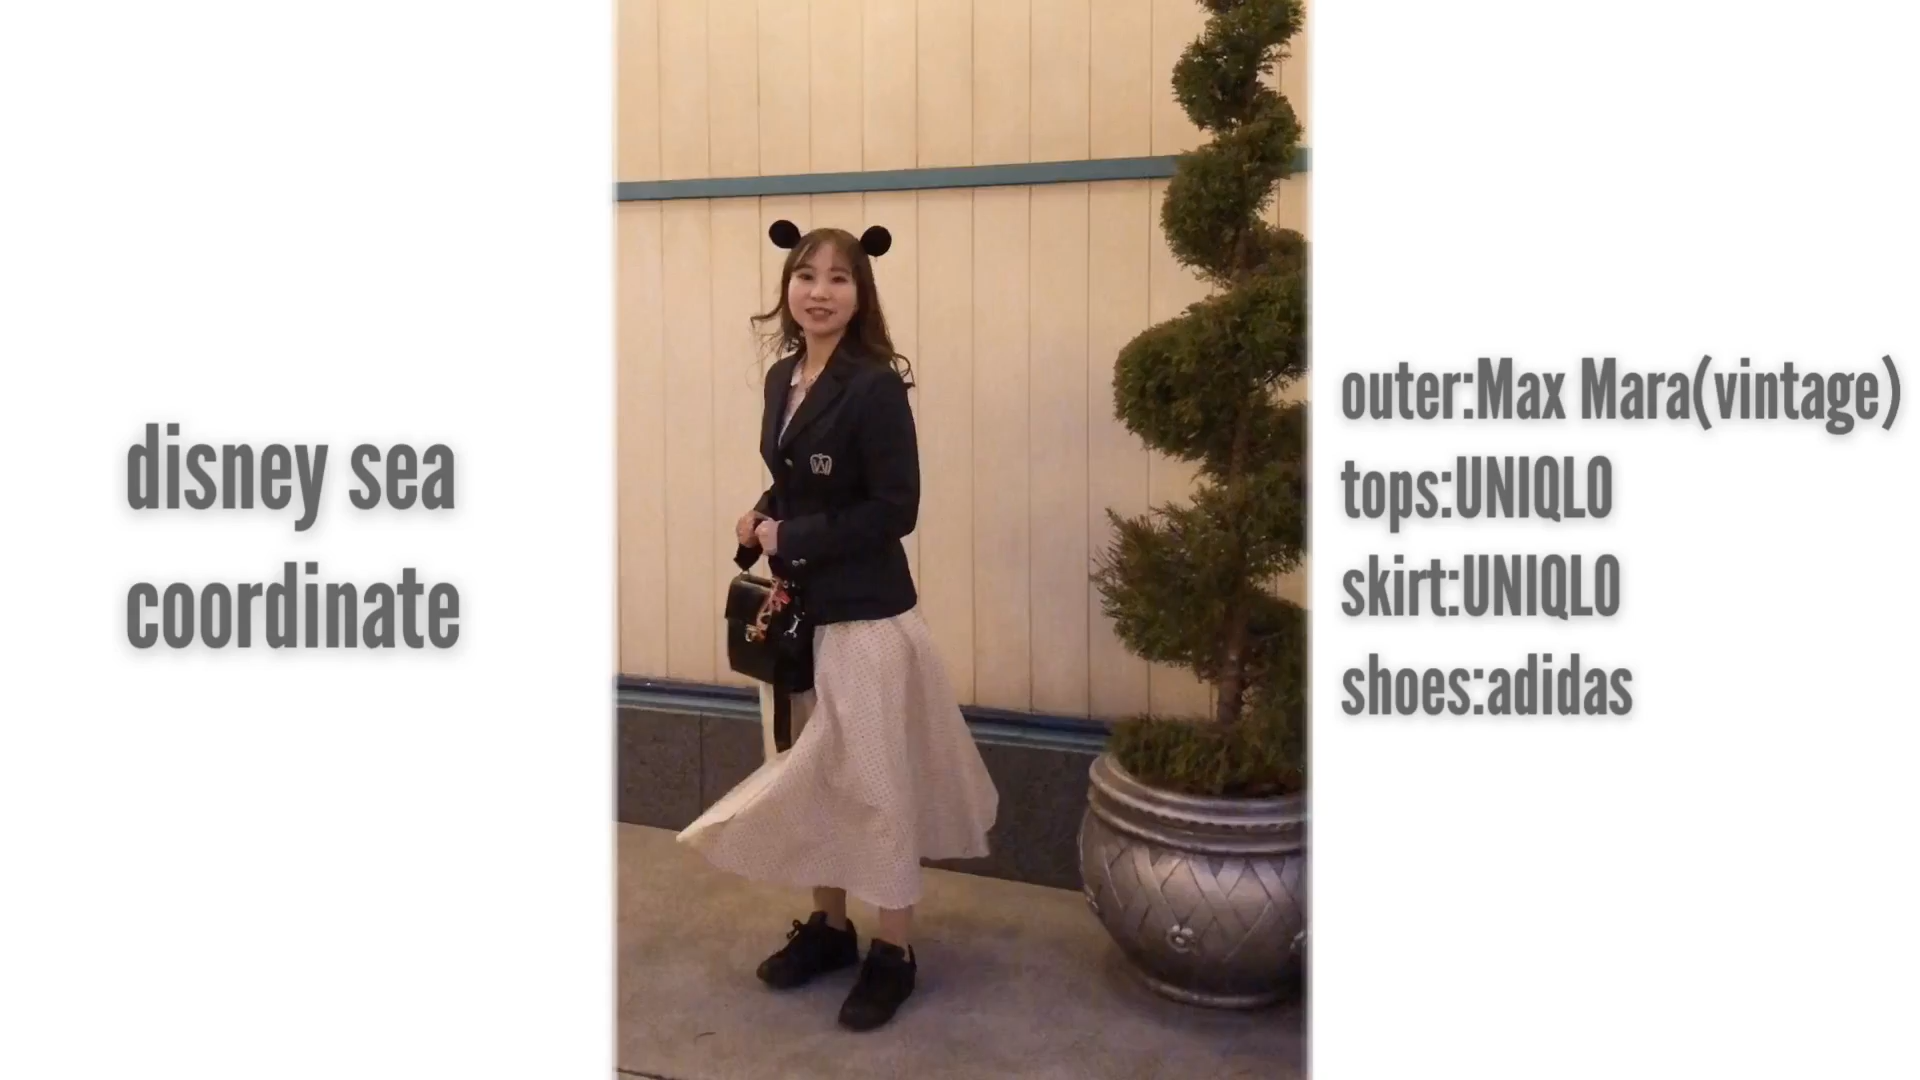 disney sea
coordinate
outer:Max Mara(vintage)
tops:UNIQLO
skirt:UNIQLO
shoes:adidas